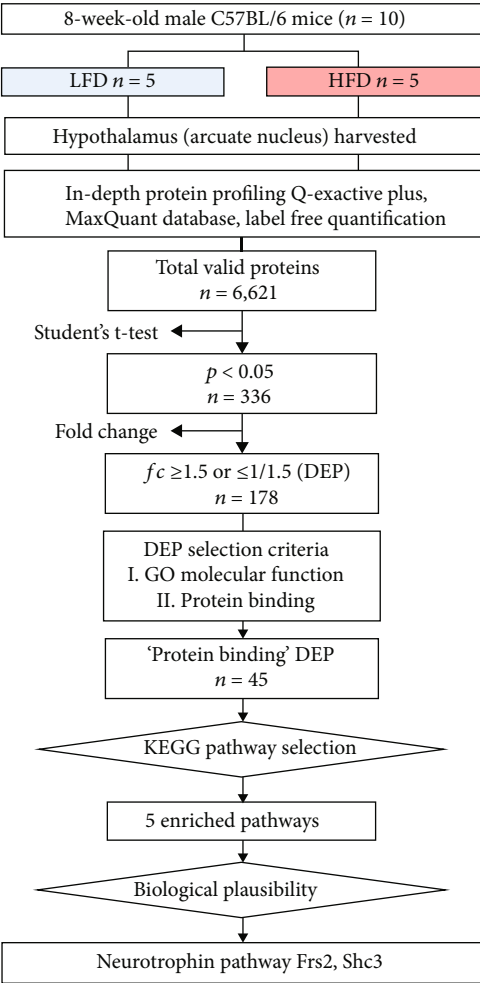 8-week-old male C57BL/6 mice (n = 10)
LFD n = 5
HFD n = 5
Hypothalamus (arcuate nucleus) harvested
In-depth protein profiling Q-exactive plus,
MaxQuant database, label free quantification
Total valid proteins
n = 6,621
Student's t-test
p < 0.05
n = 336
Fold change
fc ≥1.5 or ≤1/1.5 (DEP)
n = 178
DEP selection criteria
I. GO molecular function
II. Protein binding
'Protein binding' DEP
n = 45
KEGG pathway selection
5 enriched pathways
Biological plausibility
Neurotrophin pathway Frs2, Shc3